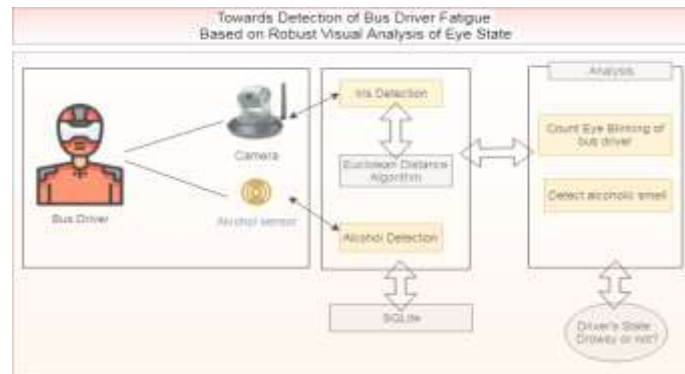 Towards Detection of Bus Driver Fatigue
Based on Robust Visual Analysis of Eye State
Analysis
Iris Detection
Count Eye Blinking of
bus driver
Camera
Euclidean Distance
Algorithm
Detect alcoholic smell
Bus Driver
Alcohol sensor
Alcohol Detection
SQLite
Driver's State
Drowsy or not?